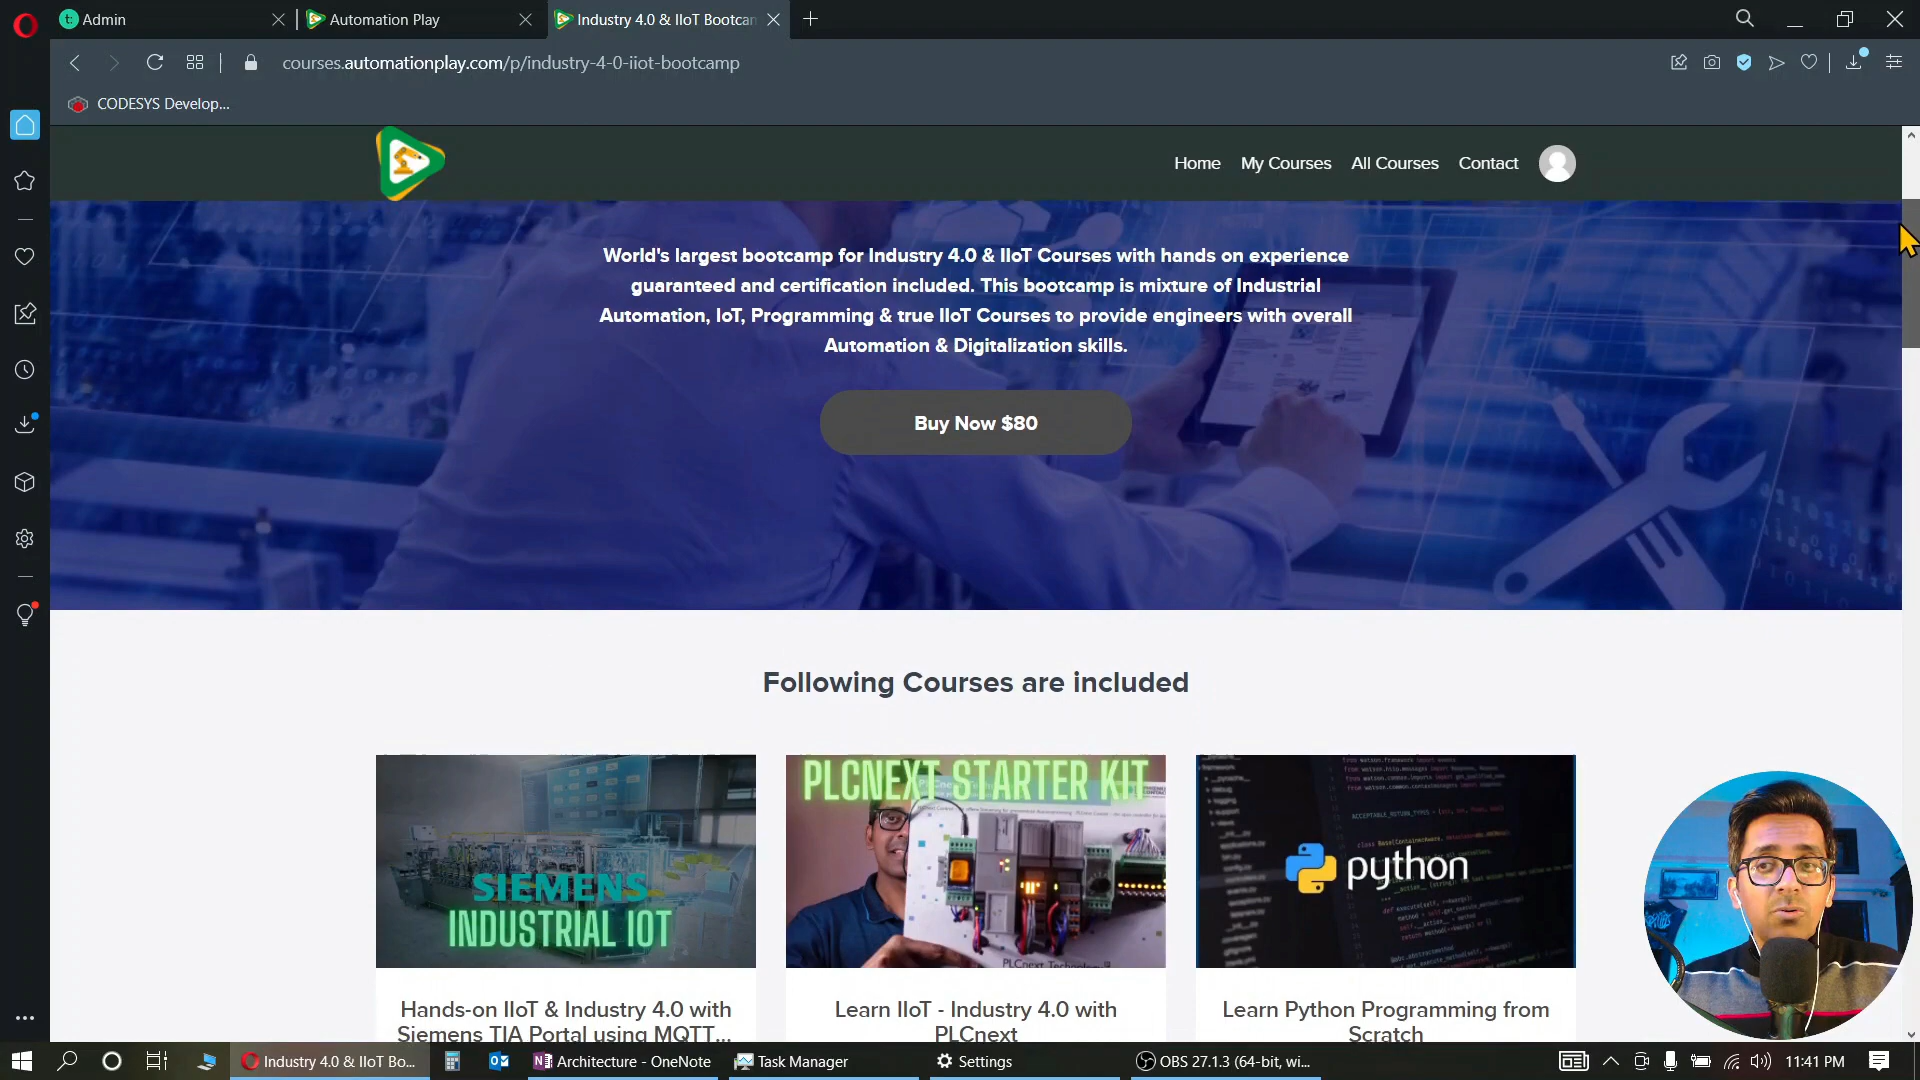 Admin
Automation Play
Industry 4.0 & IIoT Bootcam
courses.automationplay.com/p/industry-4-0-iiot-bootcamp
CODESYS Develop...
Home My Courses All Courses Contact
World's largest bootcamp for Industry 4.0 & IIoT Courses with hands on experience
guaranteed and certification included. This bootcamp is mixture of Industrial
Automation, IoT, Programming & true IIoT Courses to provide engineers with overall
Automation & Digitalization skills.
Buy Now $80
Following Courses are included
SIEMENS
INDUSTRIAL IOT
PLCNEXT STARTER KIT
PLCnext Technology
python
Hands-on IIoT & Industry 4.0 with
Siemens TIA Portal using MQTT...
Learn IIoT - Industry 4.0 with
PLCnext
Learn Python Programming from
Scratch
Industry 4.0 & IIoT Bo...
Architecture - OneNote
Task Manager
Settings
OBS 27.1.3 (64-bit, wi...
11:41 PM